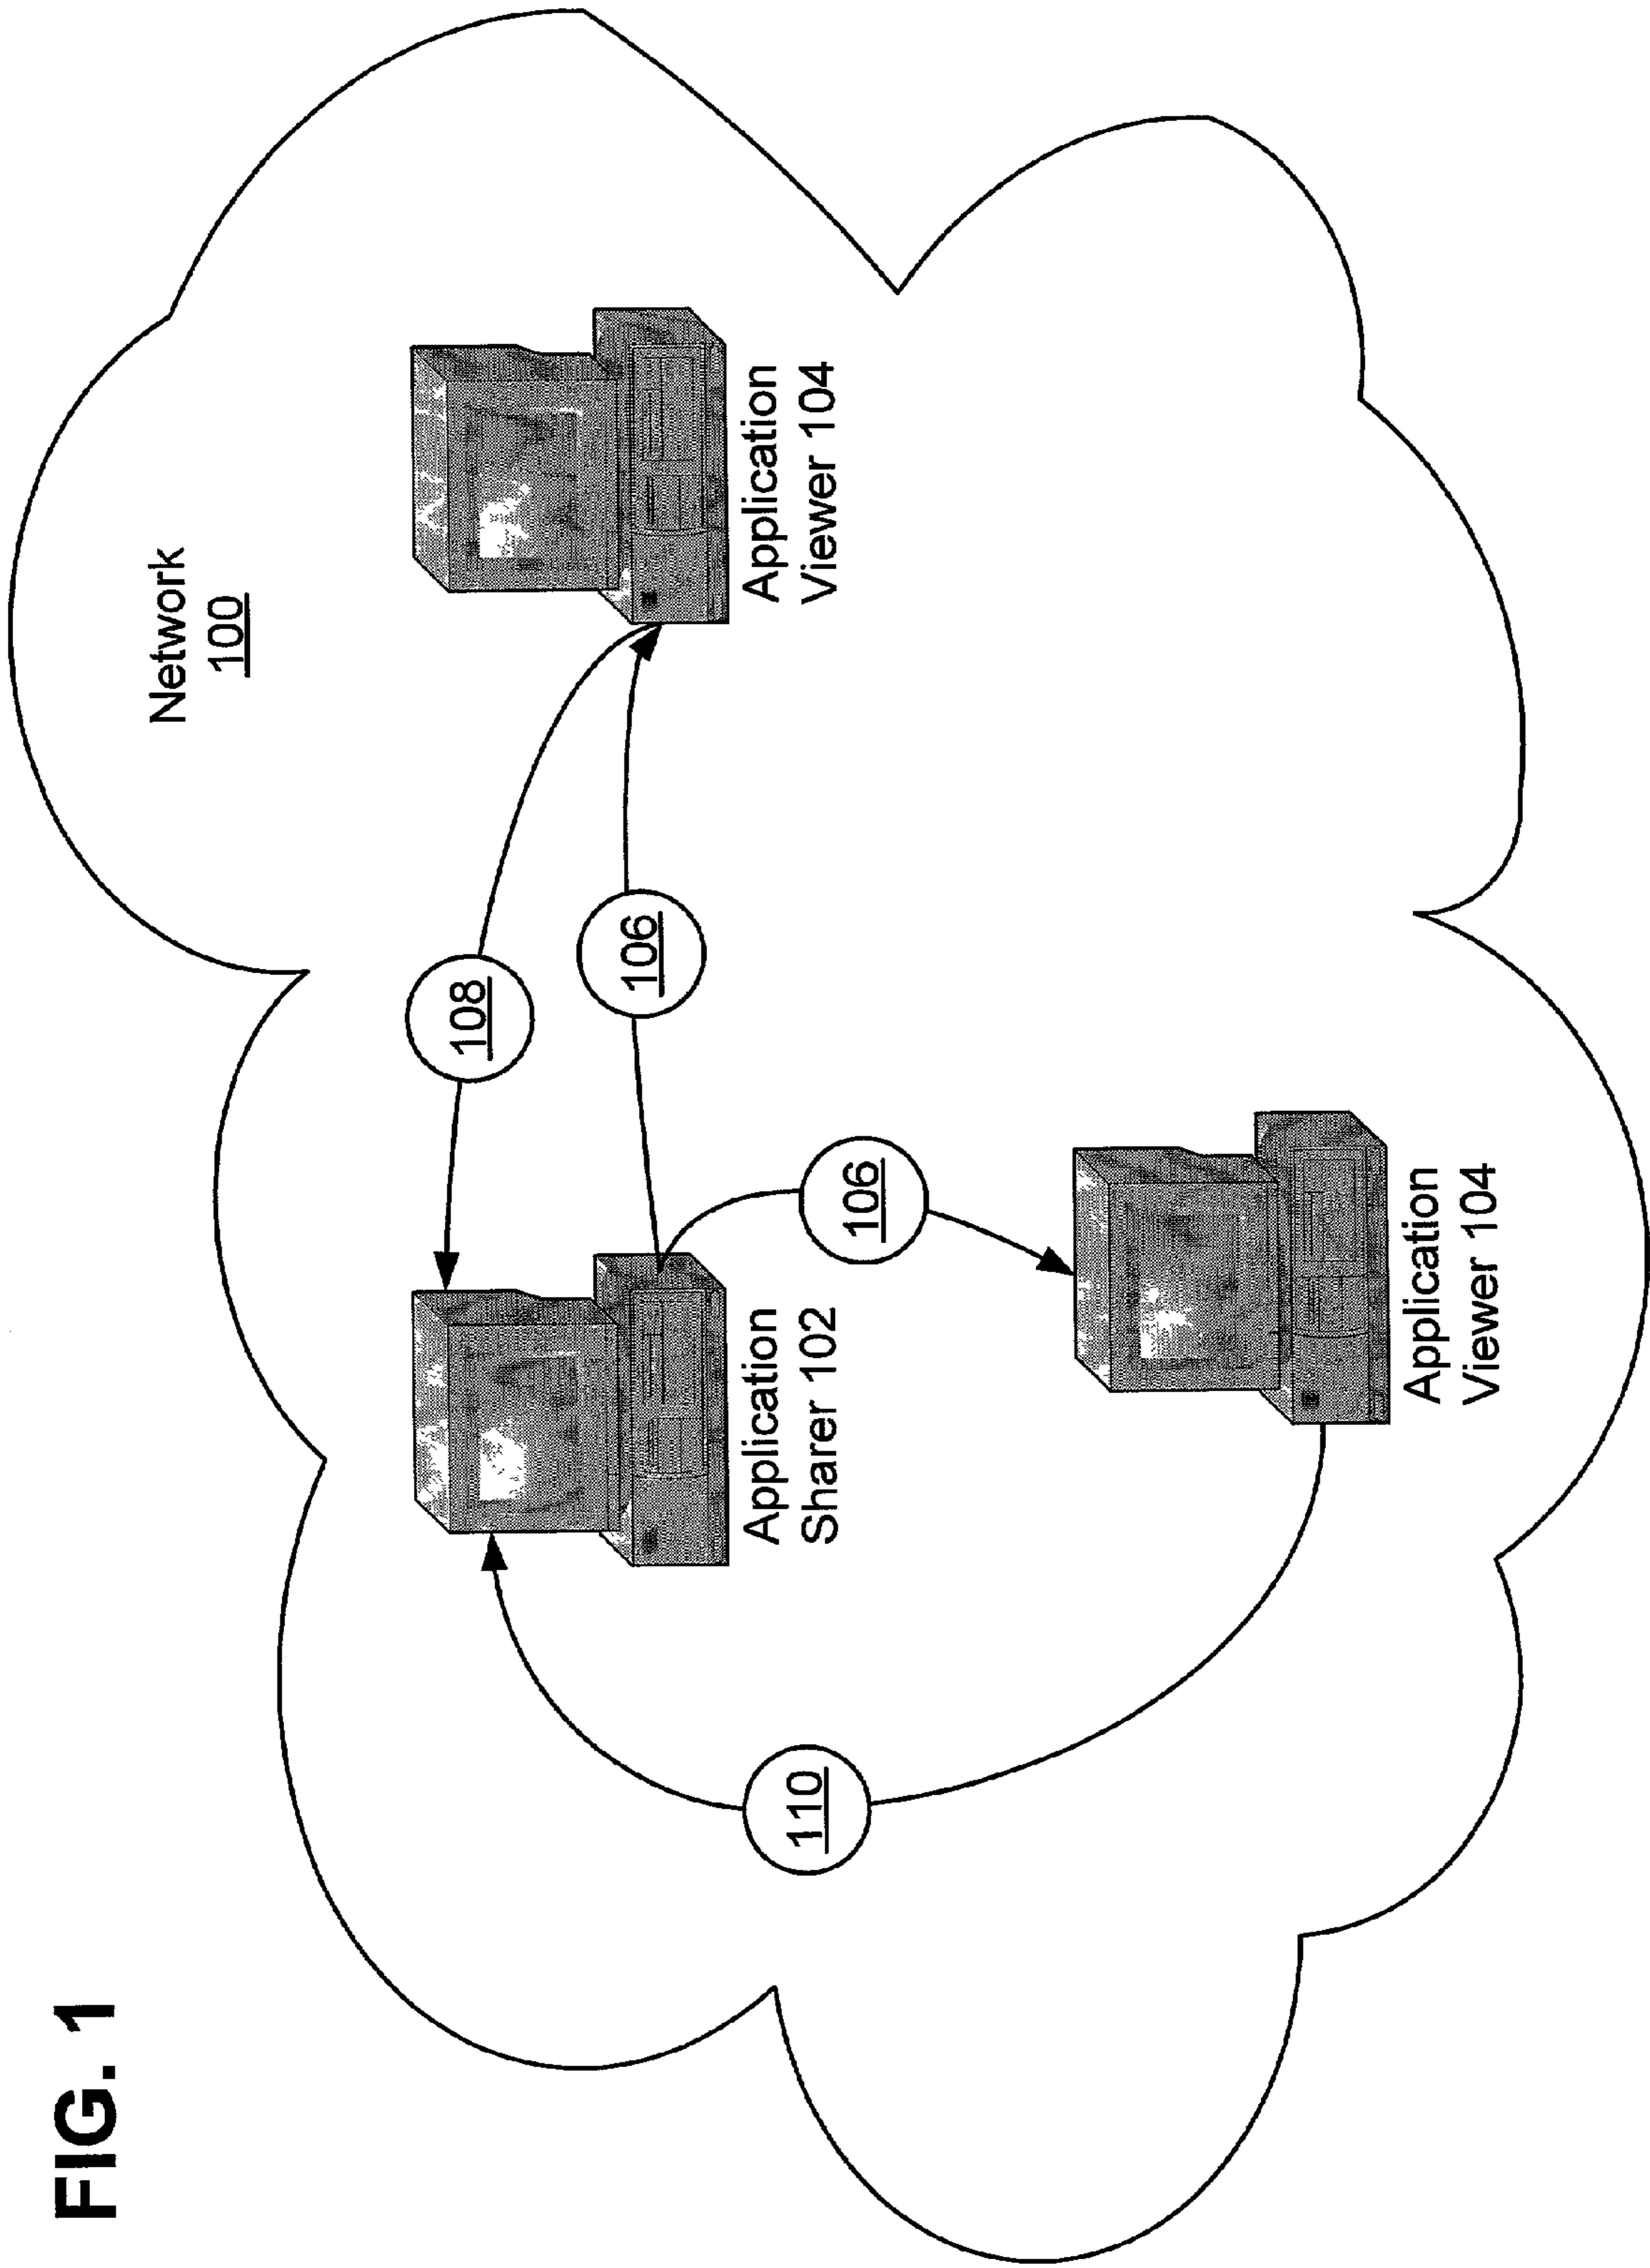 FIG. 1
Network
100
108
106
Application
Sharer 102
Application
Viewer 104
106
110
Application
Viewer 104